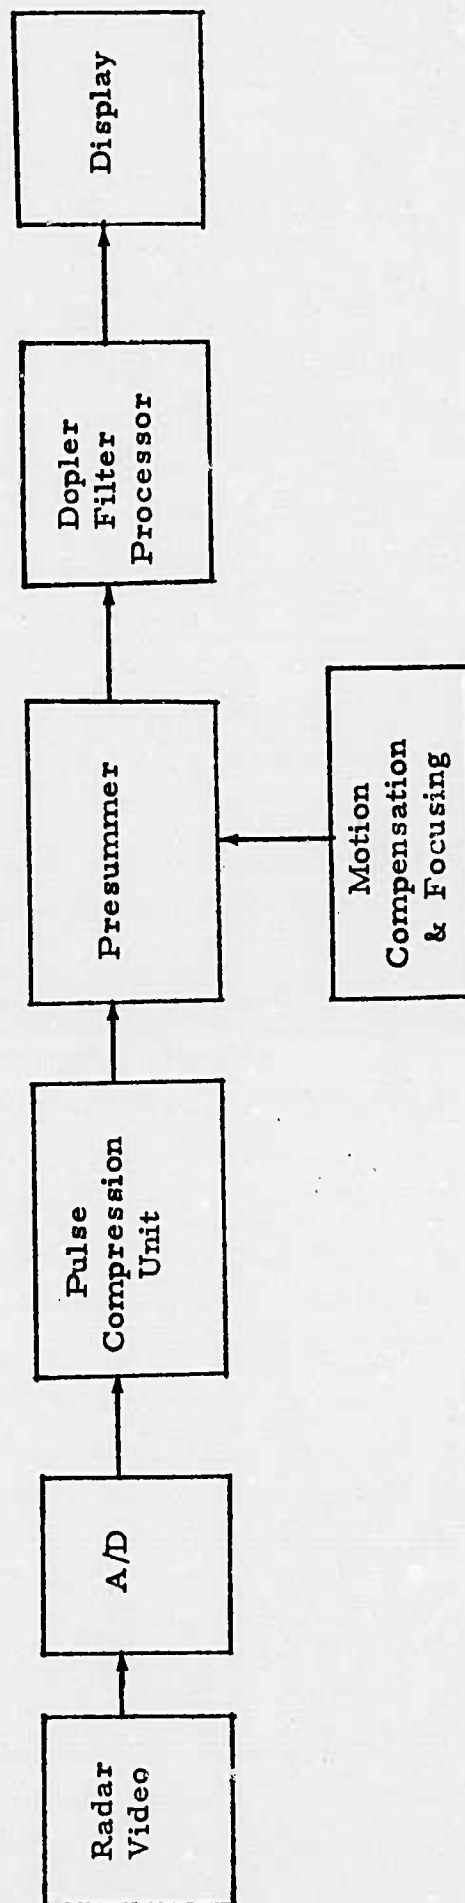 Radar
Video
A/D
Pulse
Compression
Unit
Presummer
Motion
Compensation
& Focusing
Dopler
Filter
Processor
Display